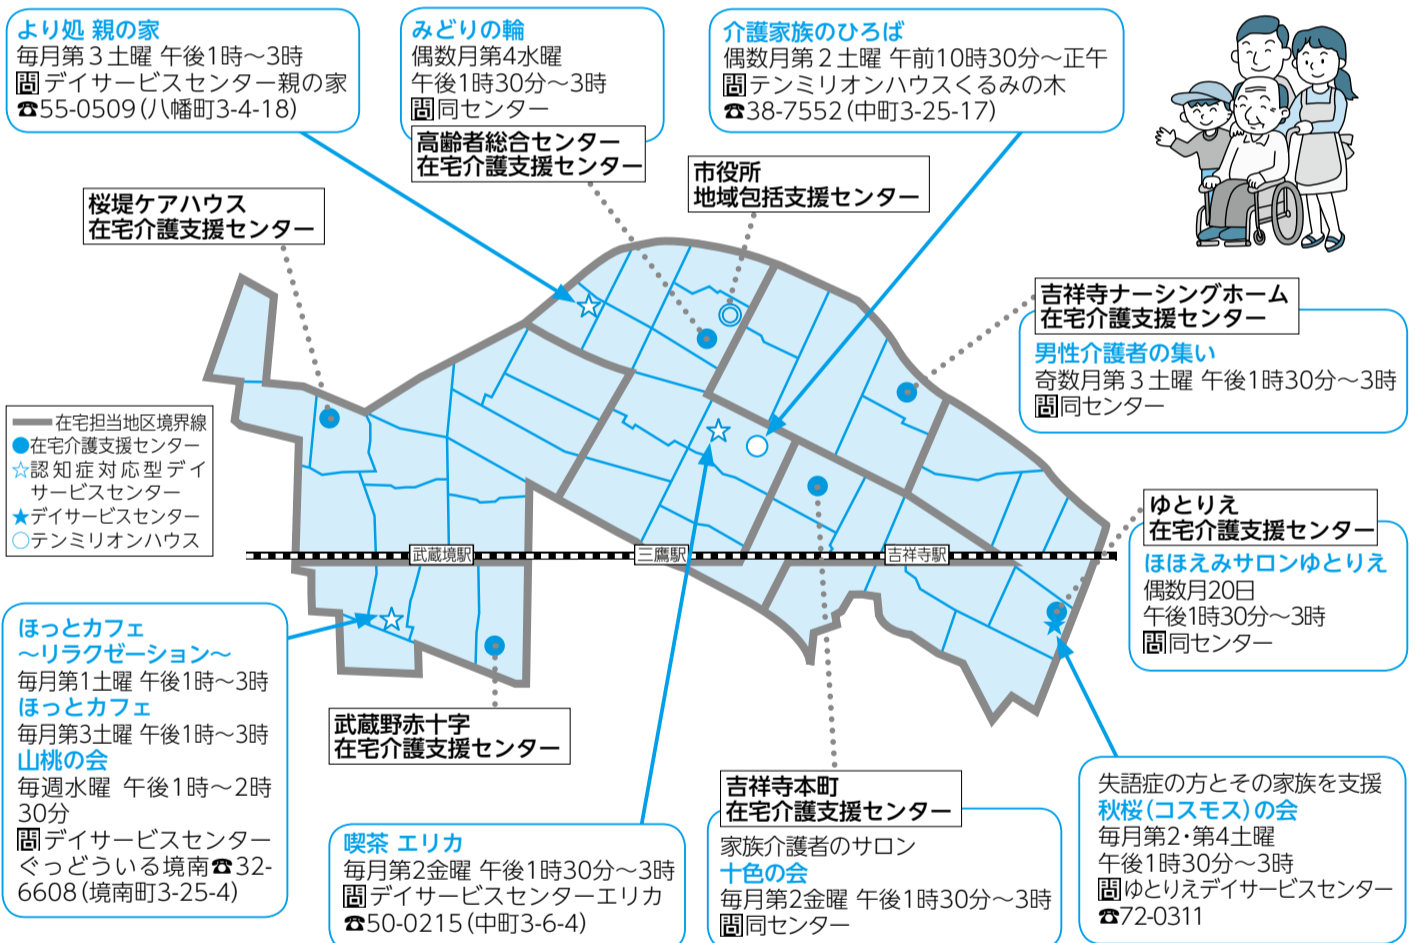 より処 親の家
毎月第3土曜 午後1時～3時
問デイサービスセンター親の家
☎55-0509(八幡町3-4-18)
みどりの輪
偶数月第4水曜
午後1時30分～3時
問同センター
高齢者総合センター
在宅介護支援センター
介護家族のひろば
偶数月第2土曜 午前10時30分～正午
問テンミリオンハウスくるみの木
☎38-7552(中町3-25-17)
市役所
地域包括支援センター
桜堤ケアハウス
在宅介護支援センター
吉祥寺ナーシングホーム
在宅介護支援センター
男性介護者の集い
奇数月第3土曜 午後1時30分～3時
問同センター
在宅担当地区境界線
●在宅介護支援センター
☆認知症対応型デイ
サービスセンター
★デイサービスセンター
○テンミリオンハウス
武蔵境駅
三鷹駅
吉祥寺駅
ゆとりえ
在宅介護支援センター
ほほえみサロンゆとりえ
偶数月20日
午後1時30分～3時
問同センター
ほっとカフェ
～リラクゼーション～
毎月第1土曜 午後1時～3時
ほっとカフェ
毎月第3土曜 午後1時～3時
山桃の会
毎週水曜 午後1時～2時
30分
問デイサービスセンター
ぐっどういる境南☎32-
6608(境南町3-25-4)
武蔵野赤十字
在宅介護支援センター
喫茶 エリカ
毎月第2金曜 午後1時30分～3時
問デイサービスセンターエリカ
☎50-0215(中町3-6-4)
吉祥寺本町
在宅介護支援センター
家族介護者のサロン
十色の会
毎月第2金曜 午後1時30分～3時
問同センター
失語症の方とその家族を支援
秋桜(コスモス)の会
毎月第2・第4土曜
午後1時30分～3時
問ゆとりえデイサービスセンター
☎72-0311